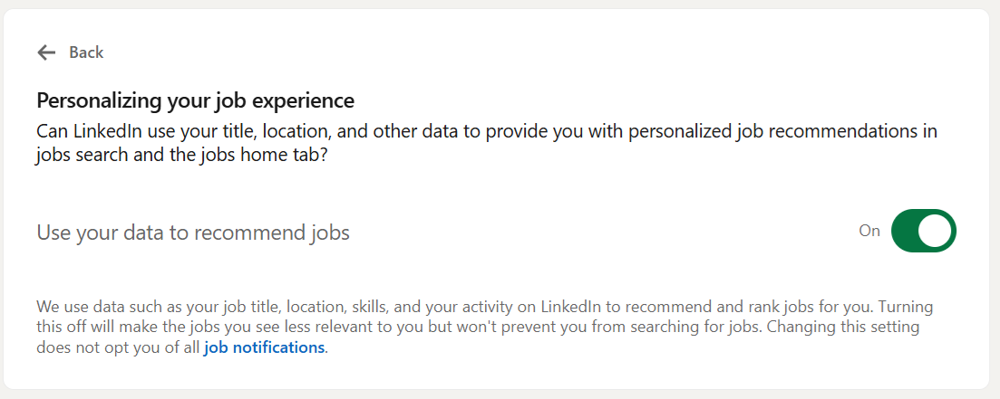 Back
Personalizing your job experience
Can LinkedIn use your title, location, and other data to provide you with personalized job recommendations in
jobs search and the jobs home tab?
Use your data to recommend jobs
On
We use data such as your job title, location, skills, and your activity on LinkedIn to recommend and rank jobs for you. Turning
this off will make the jobs you see less relevant to you but won't prevent you from searching for jobs. Changing this setting
does not opt you of all job notifications.